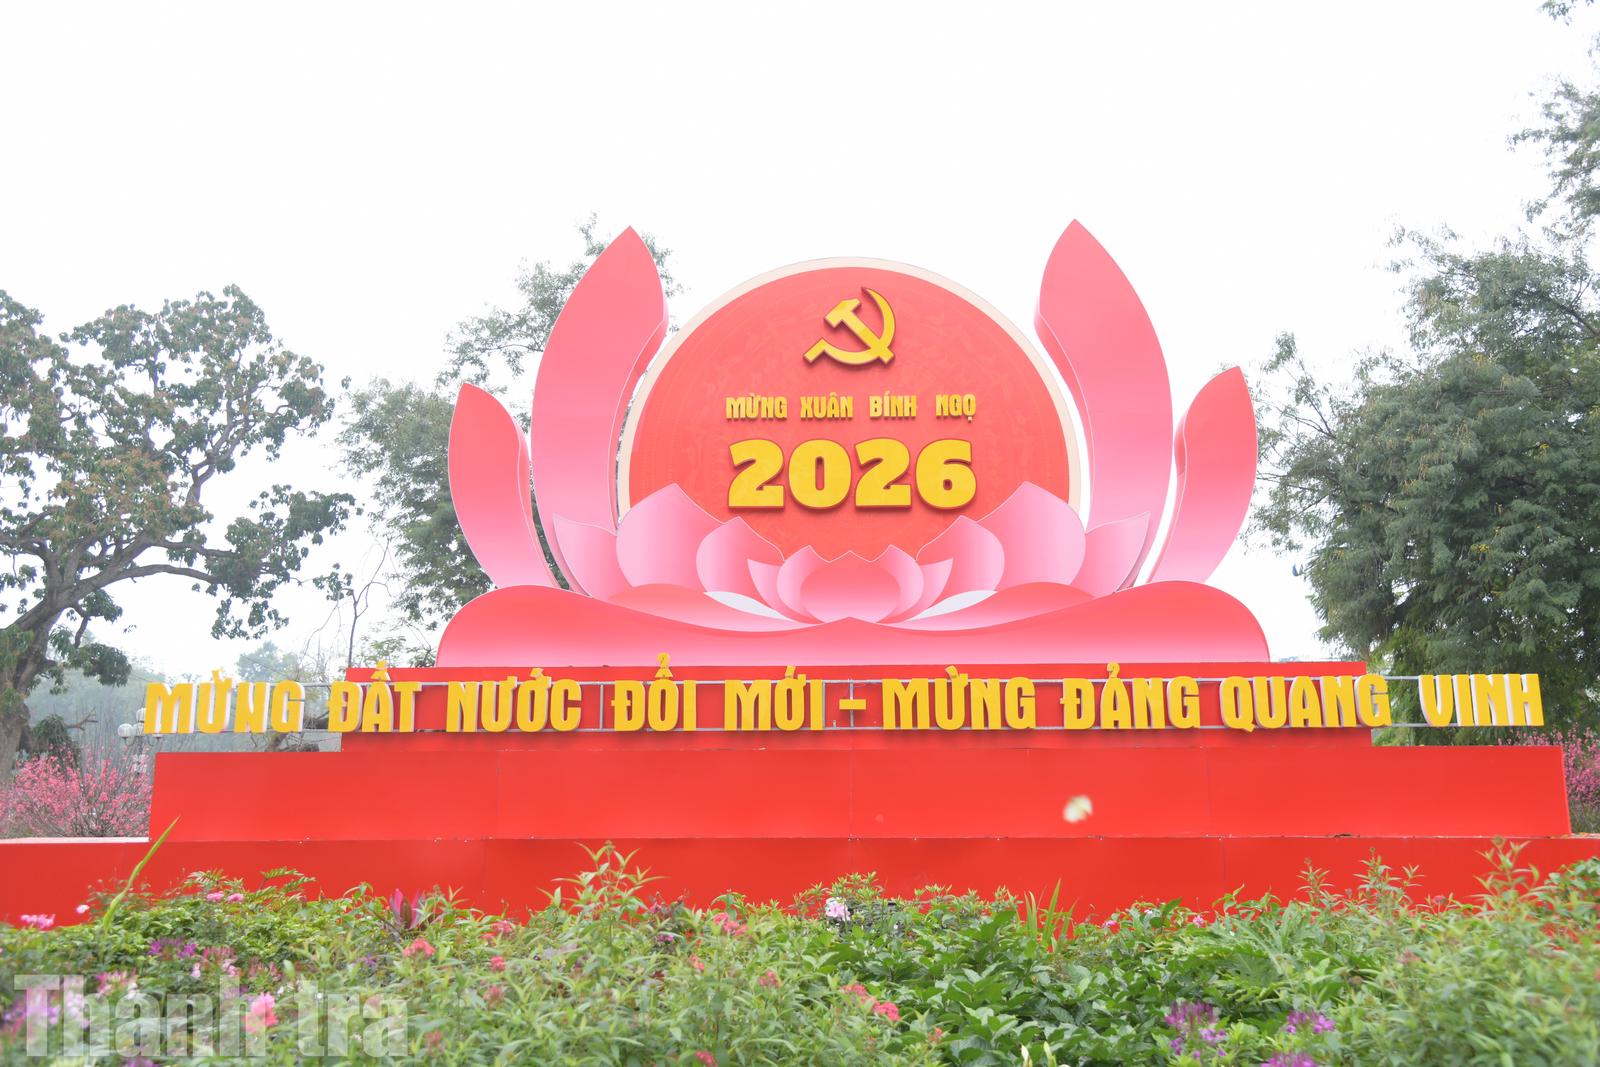 MỪNG XUÂN BÍNH NGỌ
2026
MỪNG ĐẤT NƯỚC ĐỔI MỚI - MỪNG ĐẢNG QUANG VINH
Thanh tra